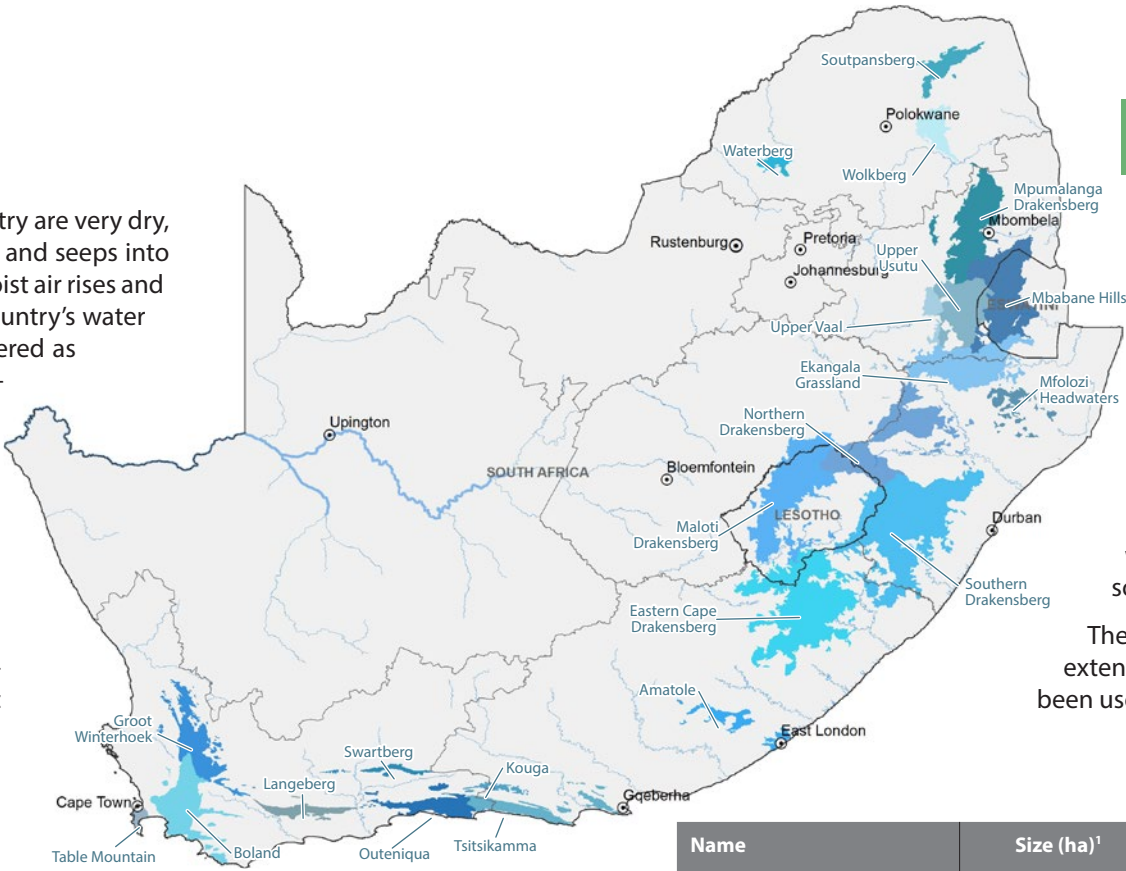 Soutpansberg
Polokwane
Waterberg
Wolkberg
Mpumalanga
Drakensberg
Mbombela
try are very dry,
and seeps into
oist air rises and
untry's water
ered as
Rustenburg
Pretoria
Johannesburg
Upper
Usutu
Mbabane Hills
Upper Vaal
Ekangala
Grassland
Mfolozi
Headwaters
Northern
Drakensberg
Upington
SOUTH AFRICA
Bloemfontein
LESOTHO
Maloti
Drakensberg
Durban
Southern
Drakensberg
Eastern Cape
Drakensberg
so
The
exten
been use
Amatole
East London
Groot
Winterhoek
Swartberg
Langeberg
Kouga
Cape Town
Gqeberha
Table Mountain
Boland
Outeniqua
Tsitsikamma
Name
Size (ha)¹